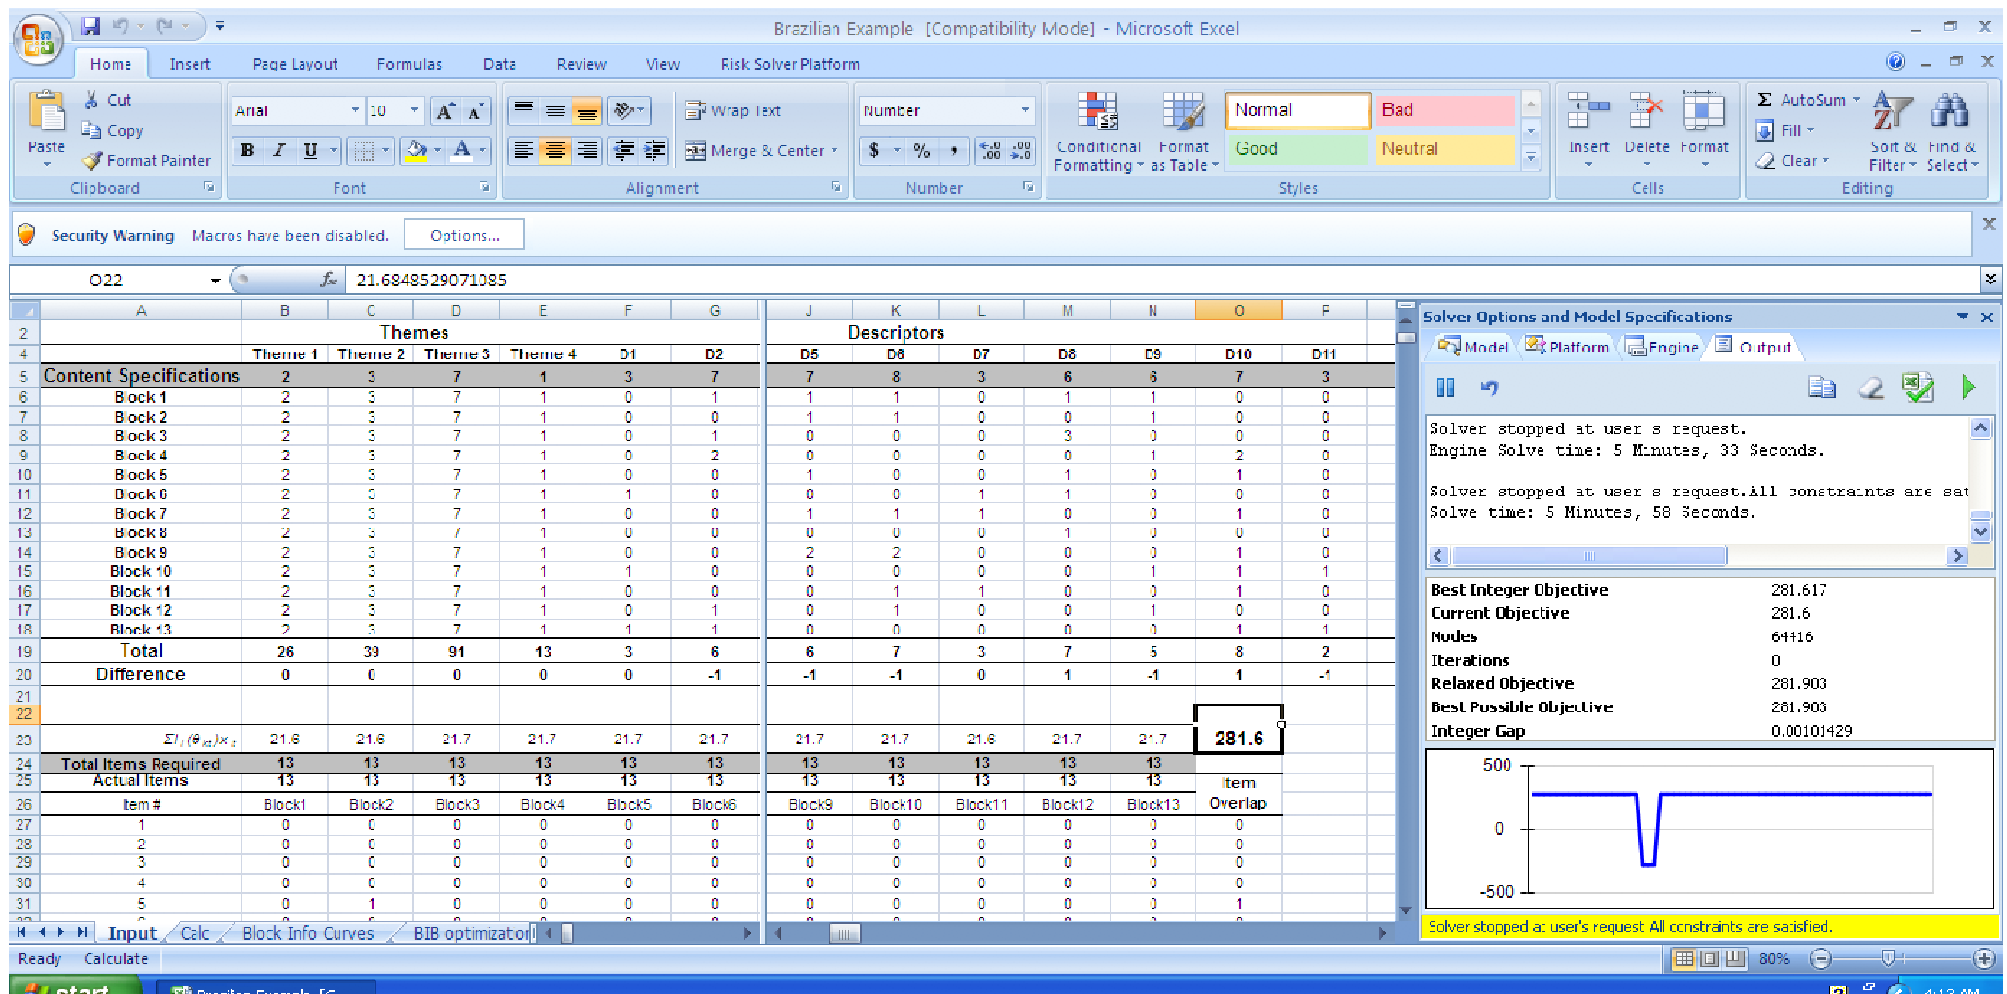 Brazilian Example [Compatibility Mode] - Microsoft Excel
Home Insert Page Layout Formulas Data Review View Risk Solver Platform
Cut
Copy
Format Painter
Paste
Clipboard
Arial 10
B I U
Font
Wrap Text
Merge & Center
Alignment
Number
$ % ,
Number
Conditional Formatting
Format as Table
Normal Bad
Good Neutral
Styles
Insert Delete Format
Cells
Σ AutoSum
Fill
Clear
Sort & Filter
Find & Select
Editing
Security Warning Macros have been disabled. Options...
O22 fx 21.6848529071085
A B C D E F G J K L M N O P
2 Themes Descriptors
4 Theme 1 Theme 2 Theme 3 Theme 4 D1 D2 D5 D6 D7 D8 D9 D10 D11
5 Content Specifications 2 3 7 1 3 7 7 8 3 6 6 7 3
6 Block 1 2 3 7 1 0 1 1 1 0 1 1 0 0
7 Block 2 2 3 7 1 0 0 1 1 0 0 1 0 0
8 Block 3 2 3 7 1 0 1 0 0 0 3 0 0 0
9 Block 4 2 3 7 1 0 2 0 0 0 0 1 2 0
10 Block 5 2 3 7 1 0 0 1 0 0 1 0 1 0
11 Block 6 2 3 7 1 1 0 0 0 1 1 0 0 0
12 Block 7 2 3 7 1 0 0 1 1 1 0 0 1 0
13 Block 8 2 3 7 1 0 0 0 0 0 1 0 0 0
14 Block 9 2 3 7 1 0 0 2 2 0 0 0 1 0
15 Block 10 2 3 7 1 1 0 0 0 0 0 1 1 1
16 Block 11 2 3 7 1 0 0 0 1 1 0 0 1 0
17 Block 12 2 3 7 1 0 1 0 1 0 0 1 0 0
18 Block 13 2 3 7 1 1 1 0 0 0 0 0 1 1
19 Total 26 39 91 13 3 6 6 7 3 7 5 8 2
20 Difference 0 0 0 0 0 -1 -1 -1 0 1 -1 1 -1
21
22
23 21.6 21.6 21.7 21.7 21.7 21.7 21.7 21.7 21.6 21.7 21.7 281.6
24 Total Items Required 13 13 13 13 13 13 13 13 13 13 13
25 Actual Items 13 13 13 13 13 13 13 13 13 13 13 Item
26 Item # Block1 Block2 Block3 Block4 Block5 Block6 Block9 Block10 Block11 Block12 Block13 Overlap
27 1 0 0 0 0 0 0 0 0 0 0 0 0
28 2 0 0 0 0 0 0 0 0 0 0 0 0
29 3 0 0 0 0 0 0 0 0 0 0 0 0
30 4 0 0 0 0 0 0 0 0 0 0 0 0
31 5 0 1 0 0 0 0 0 0 0 0 0 1
Input Calc Block Info Curves BIB optimization
Ready Calculate 80%
Solver Options and Model Specifications
Model Platform Engine Output
Solver stopped at user s request.
Engine Solve time: 5 Minutes, 33 Seconds.
Solver stopped at user s request.All constraints are sat
Solve time: 5 Minutes, 58 Seconds.
Best Integer Objective 281.617
Current Objective 281.6
Nodes 64416
Iterations 0
Relaxed Objective 281.903
Best Possible Objective 281.903
Integer Gap 0.00101429
500
0
-500
Solver stopped at user's request All constraints are satisfied.
start
4:13 AM